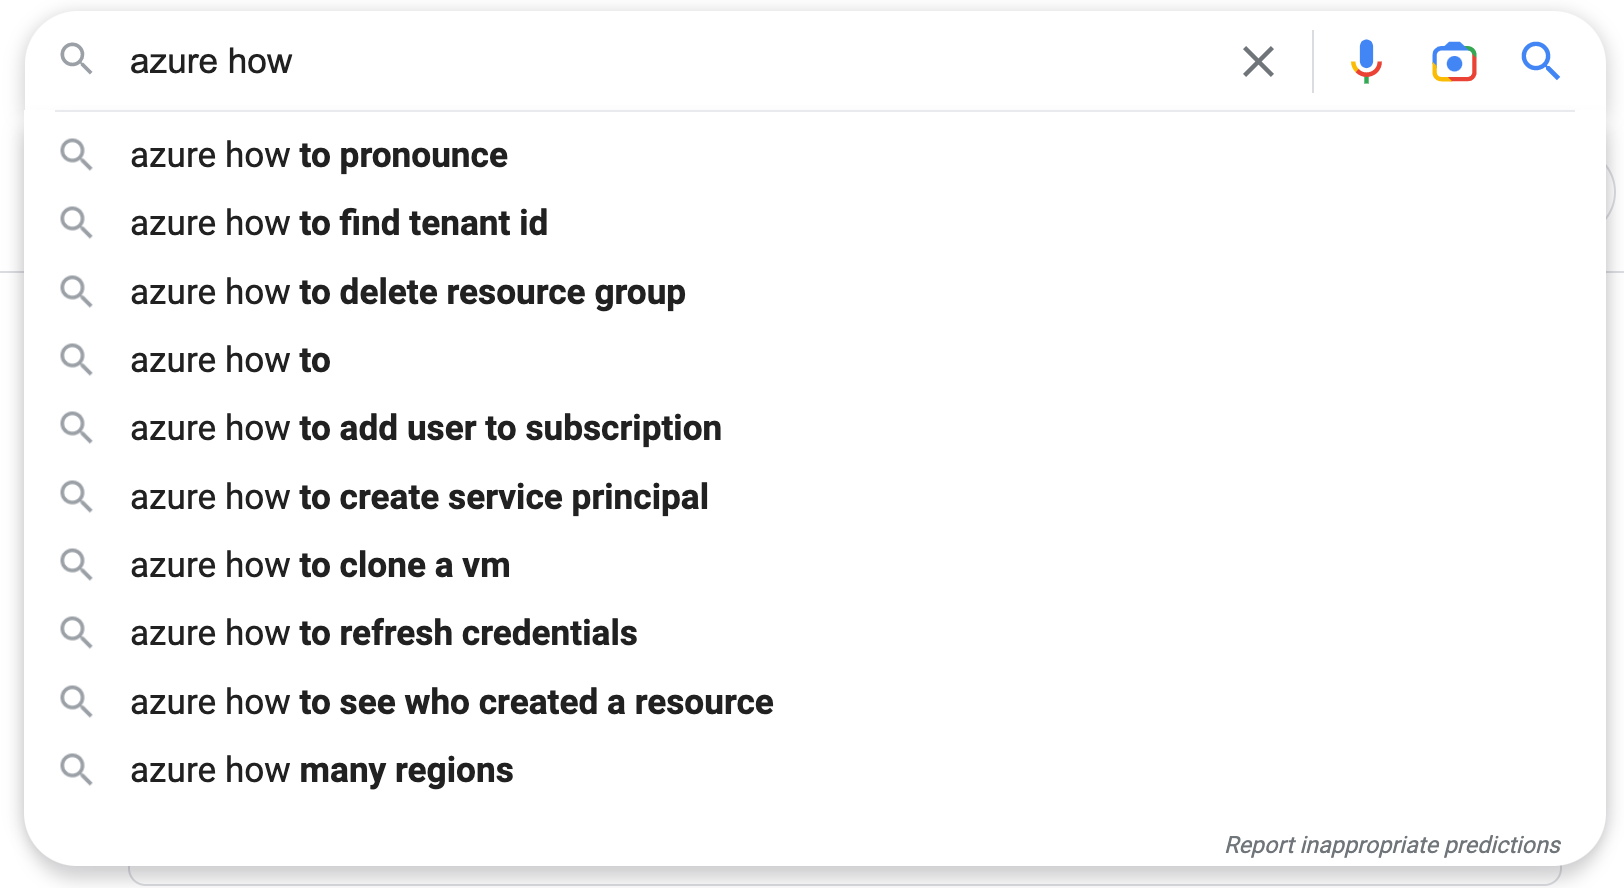 azure how
azure how to pronounce
azure how to find tenant id
azure how to delete resource group
azure how to
azure how to add user to subscription
azure how to create service principal
azure how to clone a vm
azure how to refresh credentials
azure how to see who created a resource
azure how many regions
Report inappropriate predictions